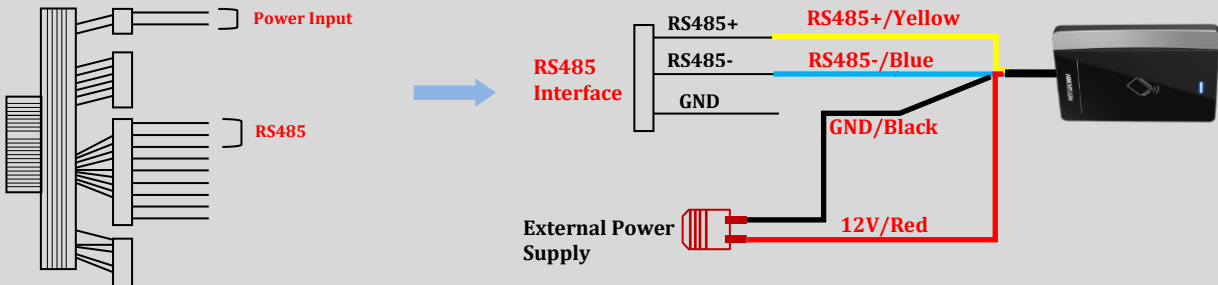 Power Input
RS485
RS485
Interface
RS485+
RS485-
GND
RS485+/Yellow
RS485-/Blue
GND/Black
12V/Red
External Power
Supply
HIKVISION